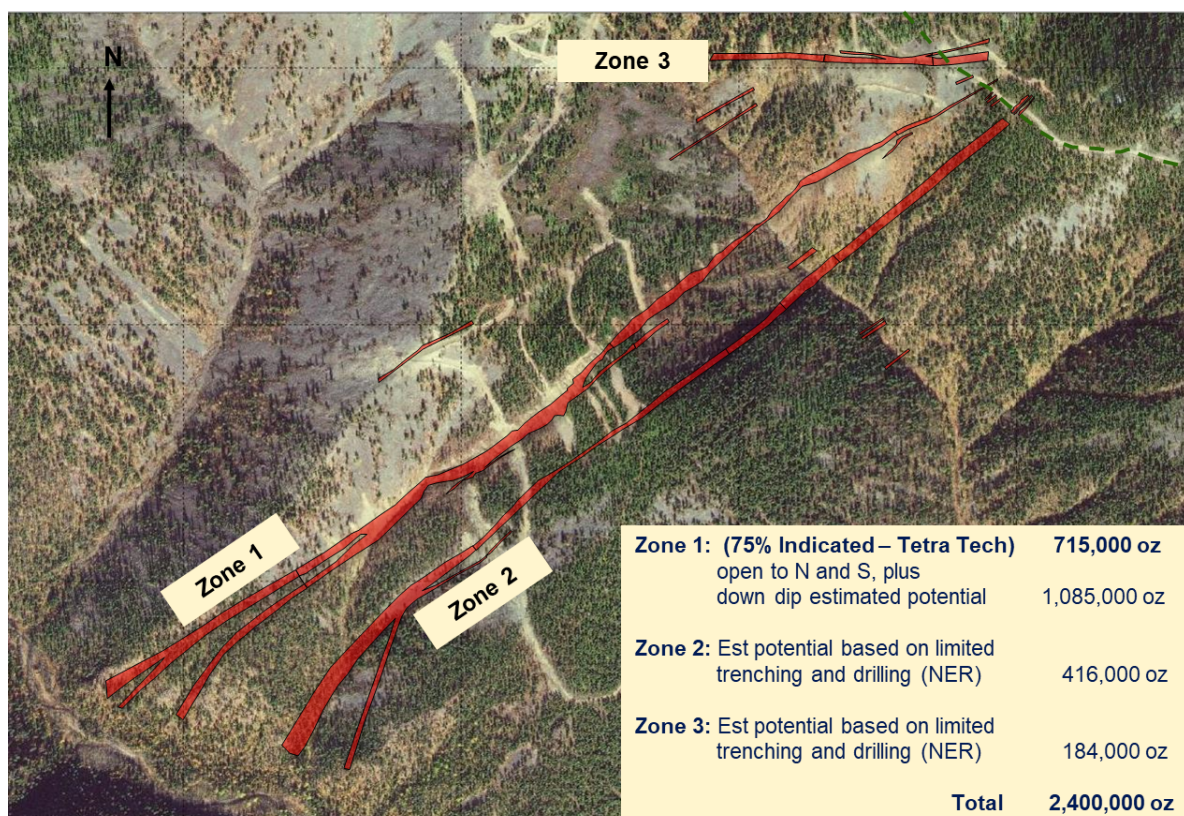 N
Zone 3
Zone 1
Zone 2
Zone 1: (75% Indicated – Tetra Tech) 715,000 oz
open to N and S, plus
down dip estimated potential 1,085,000 oz
Zone 2: Est potential based on limited
trenching and drilling (NER) 416,000 oz
Zone 3: Est potential based on limited
trenching and drilling (NER) 184,000 oz
Total 2,400,000 oz